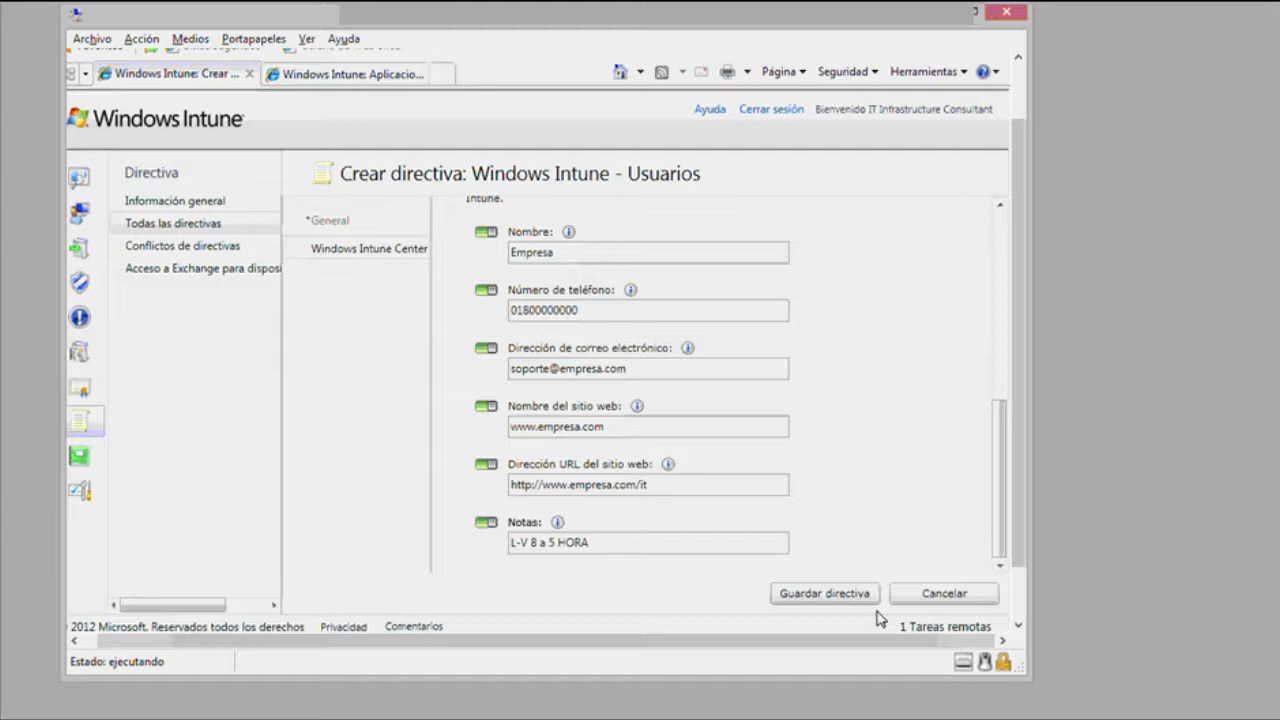 Archivo Acción Medios Portapapeles Ver Ayuda
Windows Intune: Crear ... Windows Intune: Aplicacio... Página Seguridad Herramientas
Ayuda Cerrar sesión Bienvenido IT Infrastructure Consultant
Windows Intune
Directiva
Crear directiva: Windows Intune - Usuarios
Información general
Todas las directivas
Conflictos de directivas
Acceso a Exchange para disposi
*General
Windows Intune Center
Intune.
Nombre:
Empresa
Número de teléfono:
01800000000
Dirección de correo electrónico:
soporte@empresa.com
Nombre del sitio web:
www.empresa.com
Dirección URL del sitio web:
http://www.empresa.com/it
Notas:
L-V 8 a 5 HORA
Guardar directiva Cancelar
2012 Microsoft. Reservados todos los derechos Privacidad Comentarios 1 Tareas remotas
Estado: ejecutando